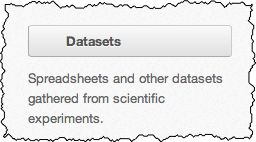 Datasets
Spreadsheets and other datasets
gathered from scientific
experiments.